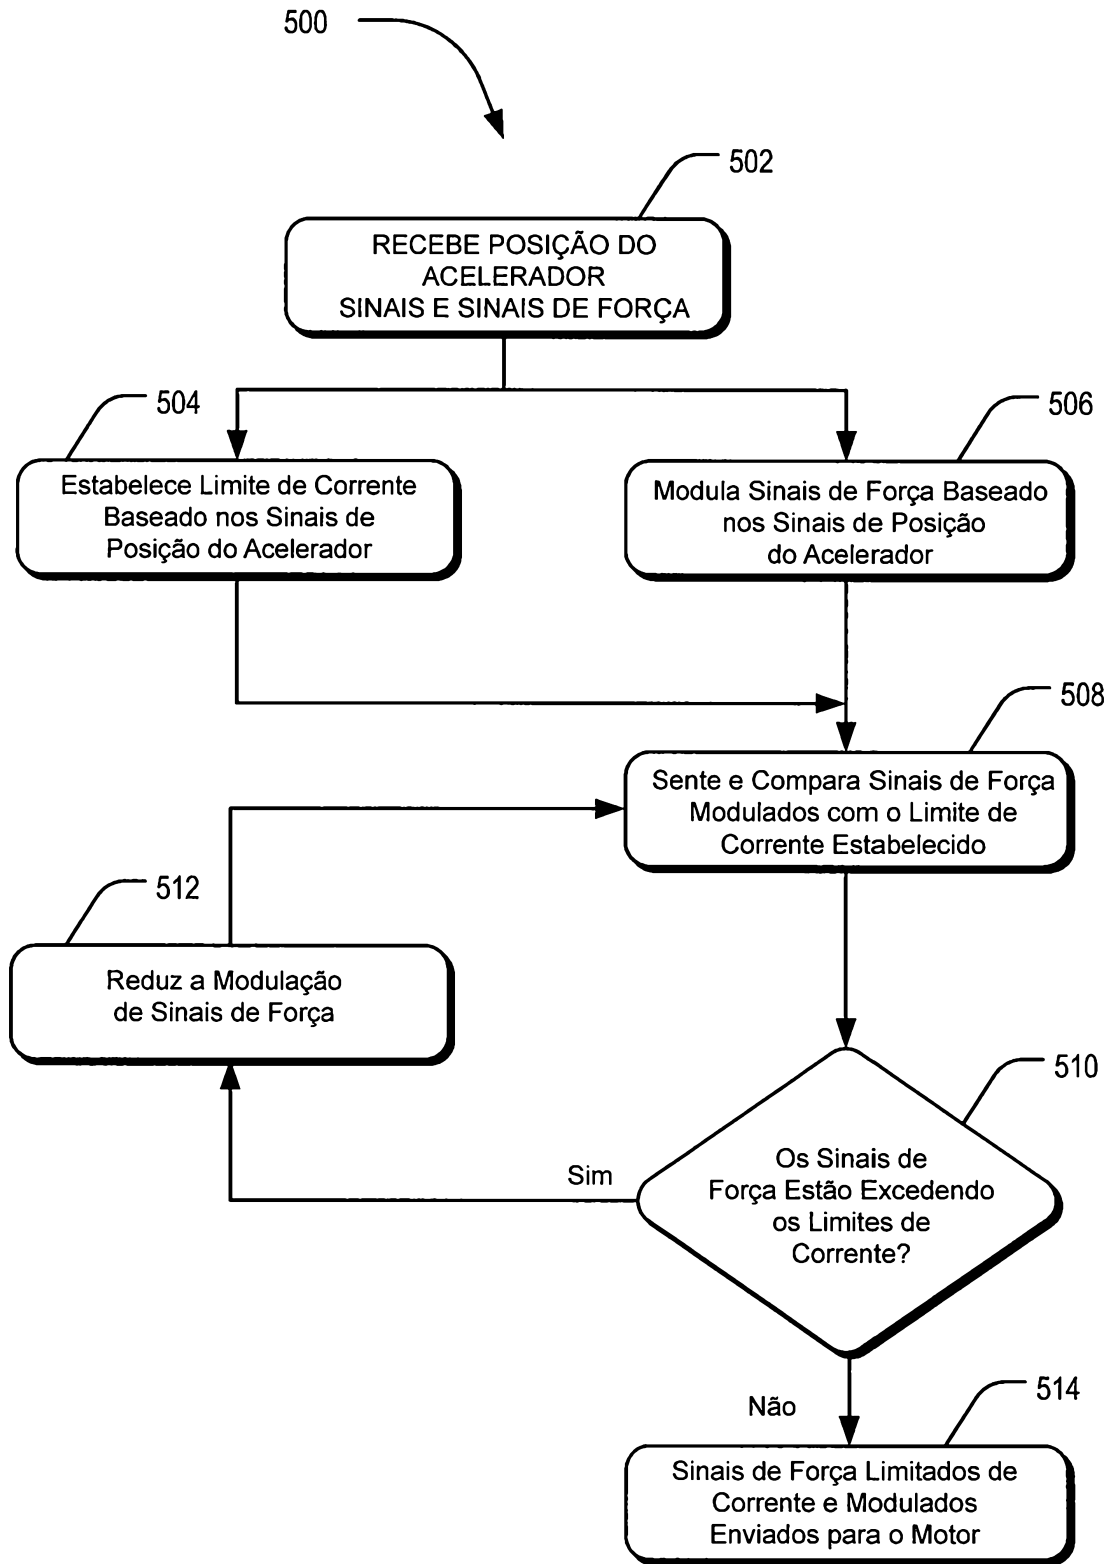 500
502
RECEBE POSIÇÃO DO
ACELERADOR
SINAIS E SINAIS DE FORÇA
504
506
Estabelece Limite de Corrente
Baseado nos Sinais de
Posição do Acelerador
Modula Sinais de Força Baseado
nos Sinais de Posição
do Acelerador
508
Sente e Compara Sinais de Força
Modulados com o Limite de
Corrente Estabelecido
512
Reduz a Modulação
de Sinais de Força
510
Os Sinais de
Força Estão Excedendo
os Limites de
Corrente?
Sim
Não
514
Sinais de Força Limitados de
Corrente e Modulados
Enviados para o Motor